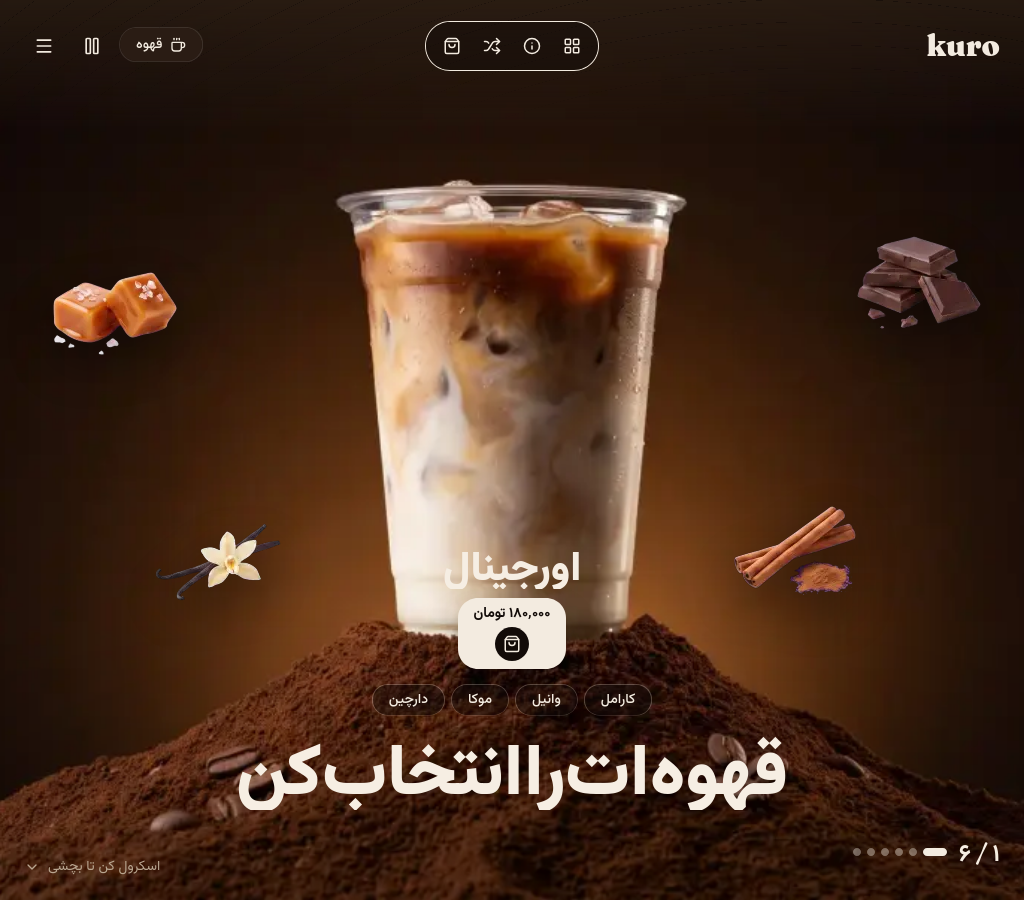 kuro
قهوه
اورجینال
۱۸۰,۰۰۰ تومان
کارامل
وانیل
موکا
دارچین
قهوه‌ات‌را‌انتخاب‌کن
۶ / ۱
اسکرول کن تا بچشی